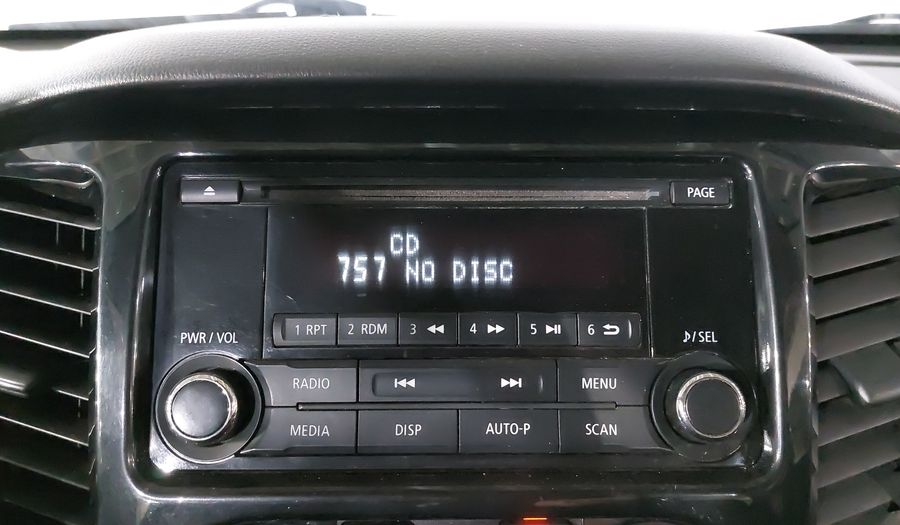 PAGE
CD
757 NO DISC
1 RPT 2 RDM 3 4 5 6
PWR / VOL
♪/SEL
RADIO MENU
MEDIA DISP AUTO-P SCAN